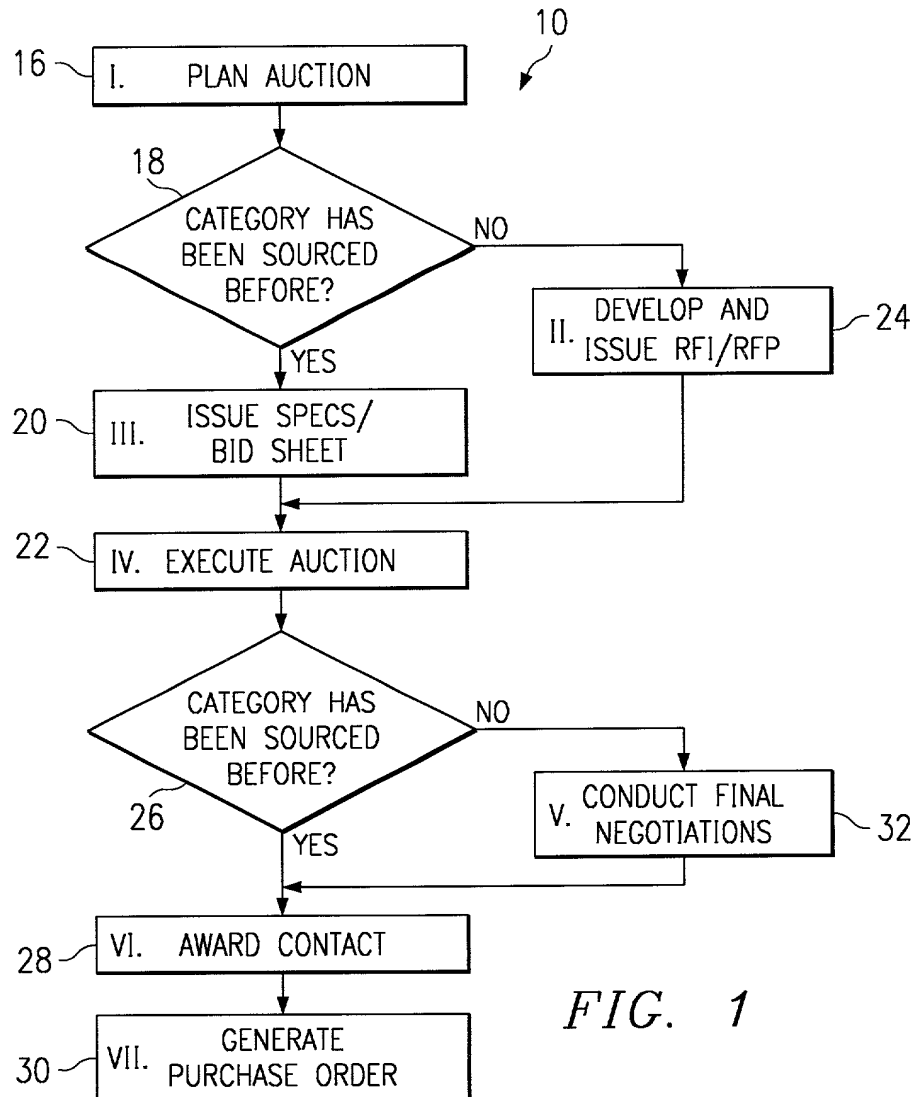 10
16
I. PLAN AUCTION
18
CATEGORY HAS
BEEN SOURCED
BEFORE?
NO
YES
II. DEVELOP AND
ISSUE RFI/RFP
24
20
III. ISSUE SPECS/
BID SHEET
22
IV. EXECUTE AUCTION
CATEGORY HAS
BEEN SOURCED
BEFORE?
NO
26
YES
V. CONDUCT FINAL
NEGOTIATIONS
32
28
VI. AWARD CONTACT
30
VII. GENERATE
PURCHASE ORDER
FIG. 1